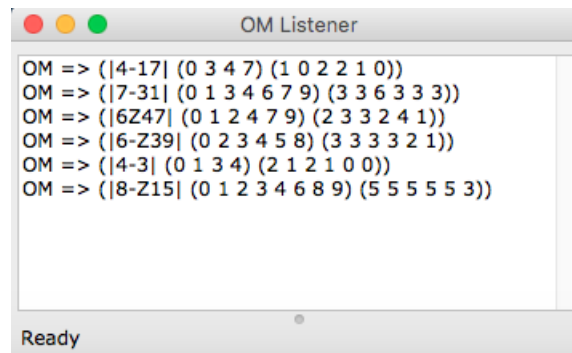 OM Listener
OM => (|4-17| (0 3 4 7) (1 0 2 2 1 0))
OM => (|7-31| (0 1 3 4 6 7 9) (3 3 6 3 3 3))
OM => (|6Z47| (0 1 2 4 7 9) (2 3 3 2 4 1))
OM => (|6-Z39| (0 2 3 4 5 8) (3 3 3 3 2 1))
OM => (|4-3| (0 1 3 4) (2 1 2 1 0 0))
OM => (|8-Z15| (0 1 2 3 4 6 8 9) (5 5 5 5 5 3))
Ready